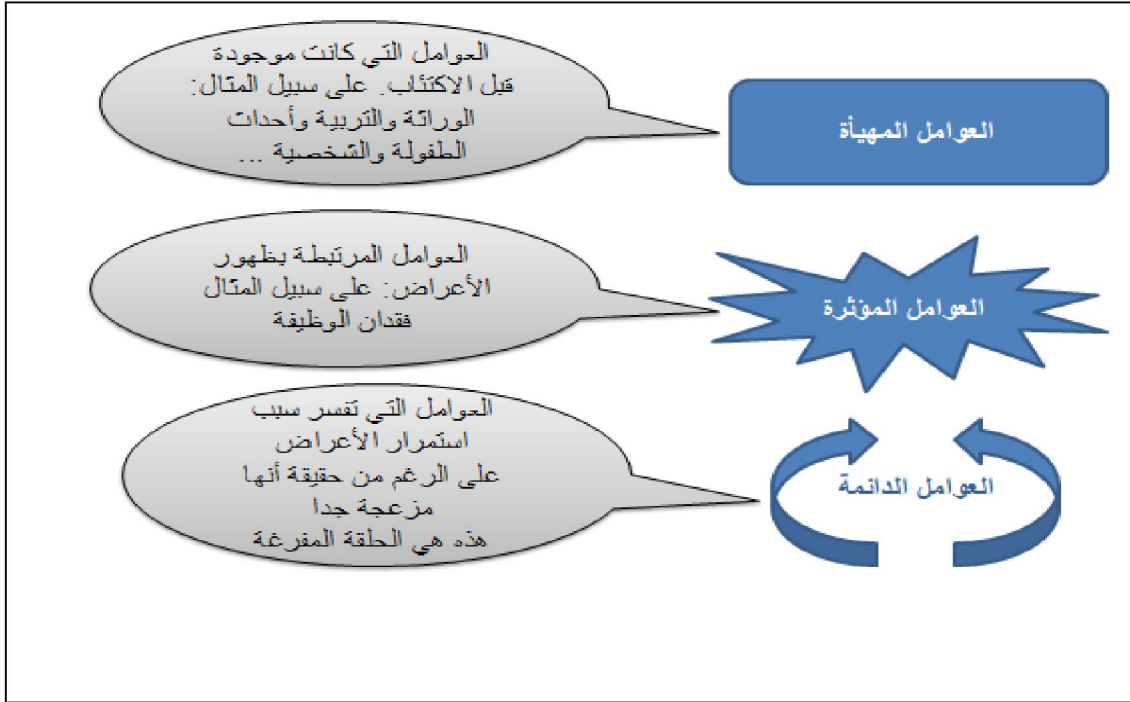 العوامل المهيأة
العوامل التي كانت موجودة
قبل الاكتئاب. على سبيل المثال:
الوراثة والتربية وأحداث
الطفولة والشخصية ...
العوامل المؤثرة
العوامل المرتبطة بظهور
الأعراض: على سبيل المثال
فقدان الوظيفة
العوامل الدائمة
العوامل التي تفسر سبب
استمرار الأعراض
على الرغم من حقيقة أنها
مزعجة جدا
هذه هي الحلقة المفرغة